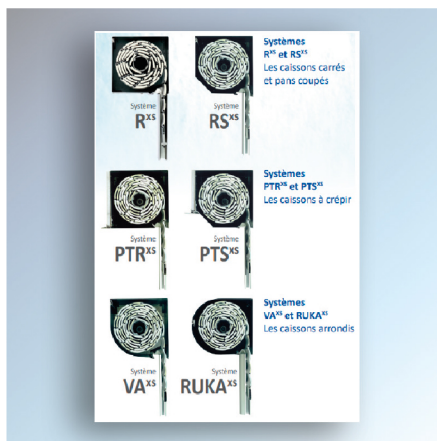 Systèmes
Rˣˢ et RSˣˢ
Les caissons carrés
et pans coupés
Système
Rˣˢ
Système
RSˣˢ
Systèmes
PTRˣˢ et PTSˣˢ
Les caissons à crépir
Système
PTRˣˢ
Système
PTSˣˢ
Systèmes
VAˣˢ et RUKAˣˢ
Les caissons arrondis
Système
VAˣˢ
Système
RUKAˣˢ